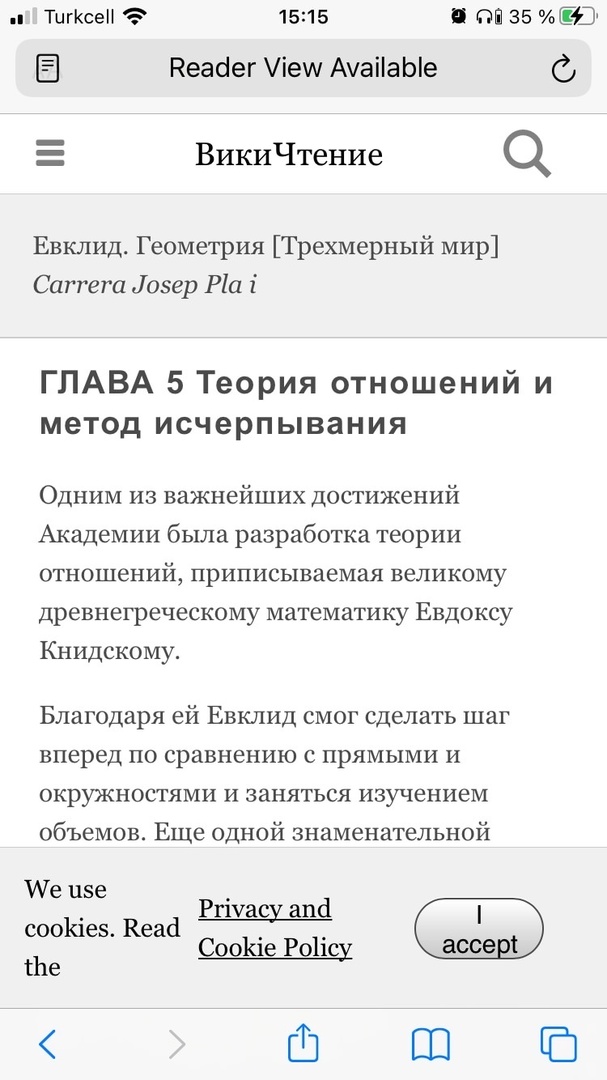 Turkcell 15:15 35 %
Reader View Available
ВикиЧтение
Евклид. Геометрия [Трехмерный мир]
Carrera Josep Pla i
ГЛАВА 5 Теория отношений и
метод исчерпывания
Одним из важнейших достижений
Академии была разработка теории
отношений, приписываемая великому
древнегреческому математику Евдоксу
Книдскому.
Благодаря ей Евклид смог сделать шаг
вперед по сравнению с прямыми и
окружностями и заняться изучением
объемов. Еще одной знаменательной
We use
cookies. Read
the
Privacy and
Cookie Policy
I
accept